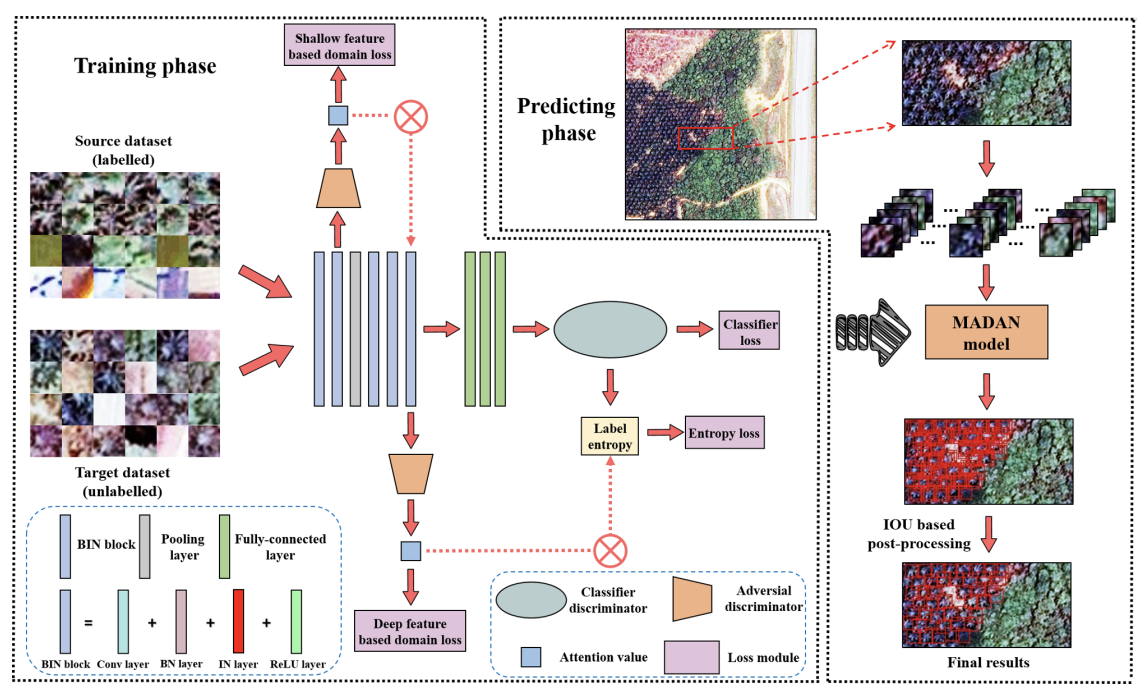 Training phase
Shallow feature
based domain loss
Source dataset
(labelled)
Target dataset
(unlabelled)
Classifier
loss
Label
entropy
Entropy loss
Deep feature
based domain loss
BIN block
Pooling
layer
Fully-connected
layer
=
+
+
+
BIN block
Conv layer
BN layer
IN layer
ReLU layer
Classifier
discriminator
Adversial
discriminator
Attention value
Loss module
Predicting
phase
...
...
...
...
MADAN
model
IOU based
post-processing
Final results